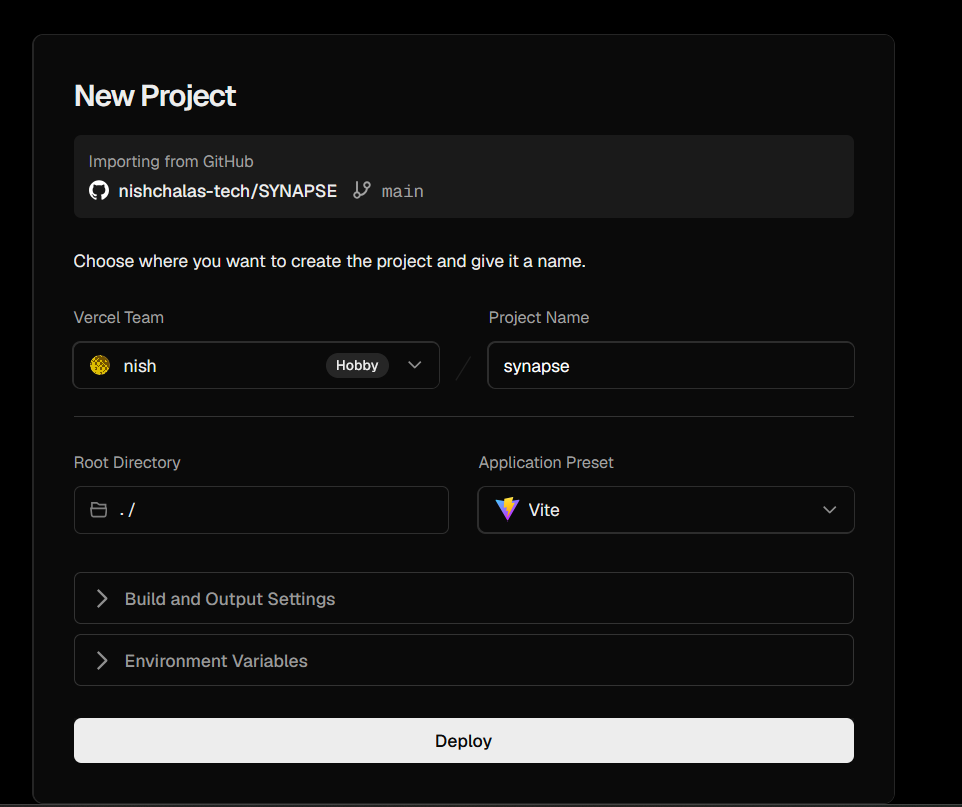 New Project
Importing from GitHub
nishchalas-tech/SYNAPSE main
Choose where you want to create the project and give it a name.
Vercel Team
Project Name
nish Hobby
synapse
Root Directory
Application Preset
./
Vite
Build and Output Settings
Environment Variables
Deploy